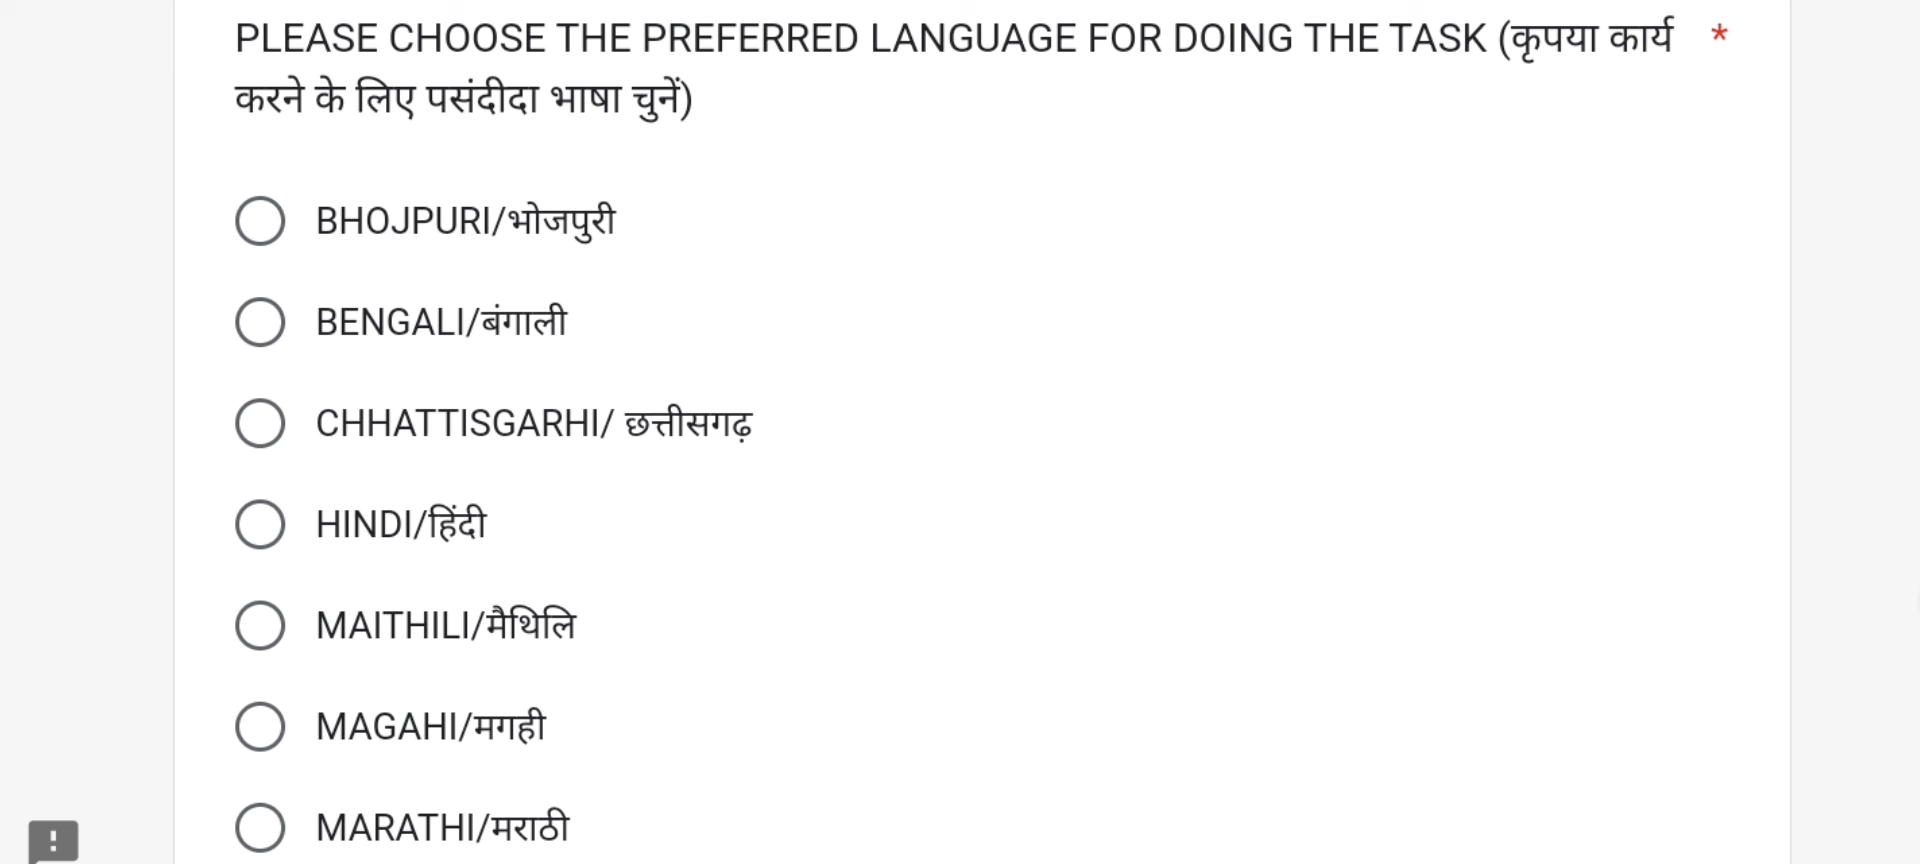 PLEASE CHOOSE THE PREFERRED LANGUAGE FOR DOING THE TASK (कृपया कार्य *
करने के लिए पसंदीदा भाषा चुनें)
BHOJPURI/भोजपुरी
BENGALI/बंगाली
CHHATTISGARHI/ छत्तीसगढ़
HINDI/हिंदी
MAITHILI/मैथिलि
MAGAHI/मगही
MARATHI/मराठी